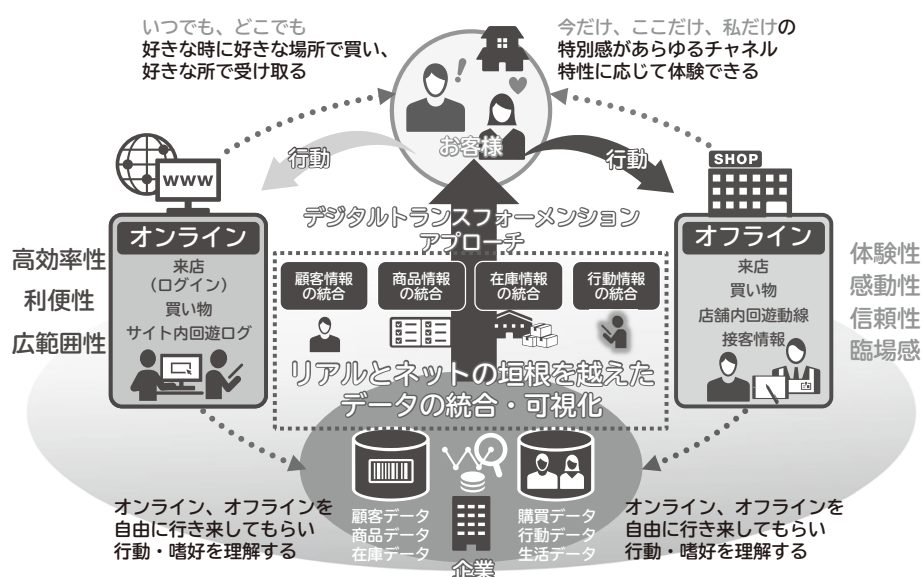 いつでも、どこでも
好きな時に好きな場所で買い、
好きな所で受け取る
今だけ、ここだけ、私だけの
特別感があらゆるチャネル
特性に応じて体験できる
お客様
行動
行動
www
SHOP
デジタルトランスフォーメンション
アプローチ
オンライン
来店
（ログイン）
買い物
サイト内回遊ログ
高効率性
利便性
広範囲性
顧客情報
の統合
商品情報
の統合
在庫情報
の統合
行動情報
の統合
オフライン
来店
買い物
店舗内回遊動線
接客情報
体験性
感動性
信頼性
臨場感
リアルとネットの垣根を越えた
データの統合・可視化
オンライン、オフラインを
自由に行き来してもらい
行動・嗜好を理解する
顧客データ
商品データ
在庫データ
購買データ
行動データ
生活データ
企業
オンライン、オフラインを
自由に行き来してもらい
行動・嗜好を理解する